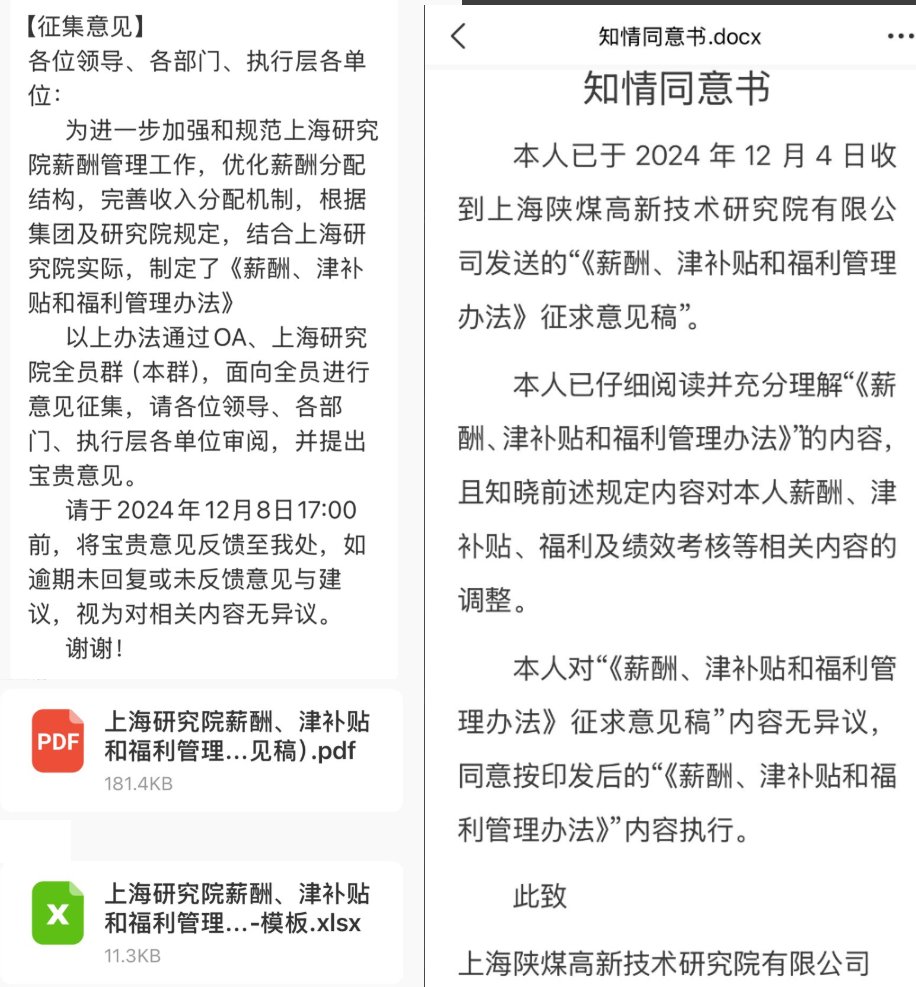 【征集意见】
各位领导、各部门、执行层各单
位：
为进一步加强和规范上海研究
院薪酬管理工作，优化薪酬分配
结构，完善收入分配机制，根据
集团及研究院规定，结合上海研
究院实际，制定了《薪酬、津补
贴和福利管理办法》
以上办法通过OA、上海研究
院全员群（本群），面向全员进行
意见征集，请各位领导、各部
门、执行层各单位审阅，并提出
宝贵意见。
请于2024年12月8日17:00
前，将宝贵意见反馈至我处，如
逾期未回复或未反馈意见与建
议，视为对相关内容无异议。
谢谢！
PDF
上海研究院薪酬、津补贴
和福利管理...见稿）.pdf
181.4KB
X
上海研究院薪酬、津补贴
和福利管理...-模板.xlsx
11.3KB
知情同意书.docx
知情同意书
本人已于 2024 年 12 月 4 日收
到上海陕煤高新技术研究院有限公
司发送的“《薪酬、津补贴和福利管理
办法》征求意见稿”。
本人已仔细阅读并充分理解“《薪
酬、津补贴和福利管理办法》”的内容，
且知晓前述规定内容对本人薪酬、津
补贴、福利及绩效考核等相关内容的
调整。
本人对“《薪酬、津补贴和福利管
理办法》征求意见稿”内容无异议，
同意按印发后的“《薪酬、津补贴和福
利管理办法》”内容执行。
此致
上海陕煤高新技术研究院有限公司